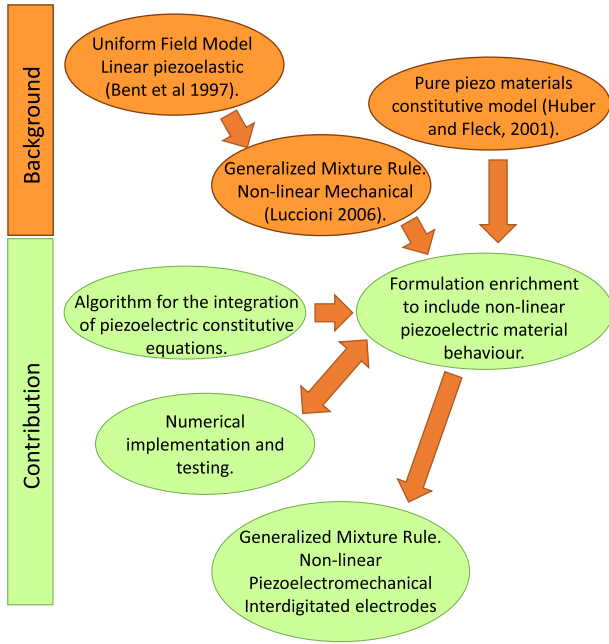 Background
Uniform Field Model
Linear piezoelastic
(Bent et al 1997).
Pure piezo materials
constitutive model (Huber
and Fleck, 2001).
Generalized Mixture Rule.
Non-linear Mechanical
(Luccioni 2006).
Contribution
Algorithm for the integration
of piezoelectric constitutive
equations.
Formulation enrichment
to include non-linear
piezoelectric material
behaviour.
Numerical
implementation and
testing.
Generalized Mixture Rule.
Non-linear
Piezoelectromechanical
Interdigitated electrodes